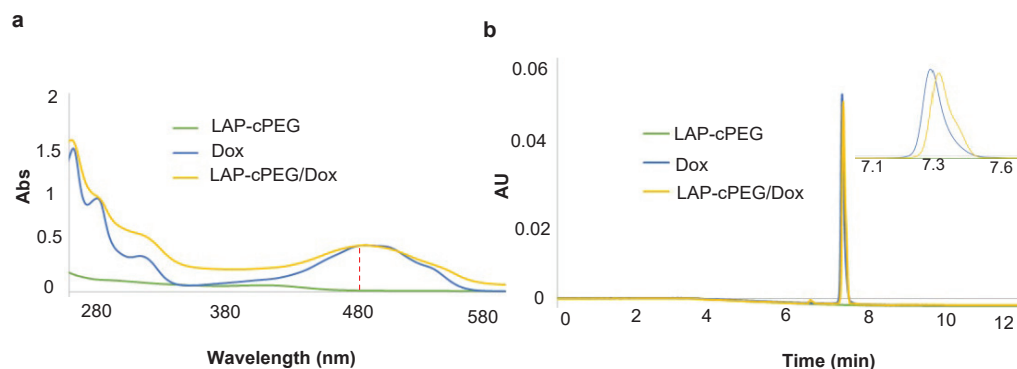 a
2
1.5
1
0.5
0
Abs
280
380
480
580
Wavelength (nm)
LAP-cPEG
Dox
LAP-cPEG/Dox
b
0.06
0.04
0.02
0
AU
0
2
4
6
8
10
12
Time (min)
LAP-cPEG
Dox
LAP-cPEG/Dox
7.1
7.3
7.6